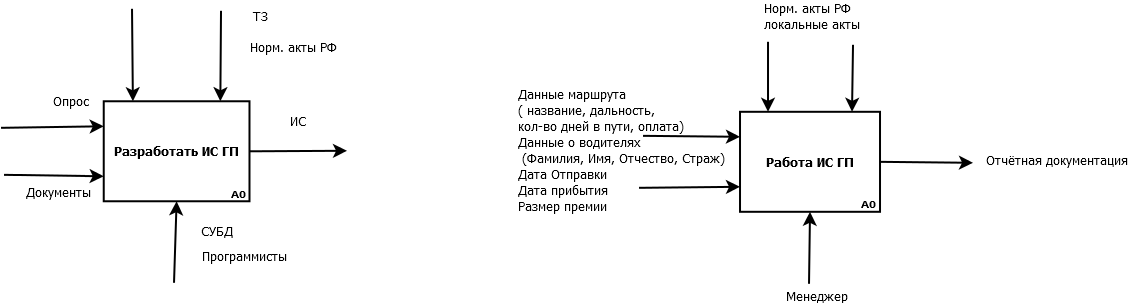 ТЗ
Норм. акты РФ
Опрос
ИС
Разработать ИС ГП
Документы
A0
СУБД
Программисты
Норм. акты РФ
локальные акты
Данные маршрута
( название, дальность,
кол-во дней в пути, оплата)
Данные о водителях
(Фамилия, Имя, Отчество, Страж)
Дата Отправки
Дата прибытия
Размер премии
Работа ИС ГП
A0
Отчётная документация
Менеджер